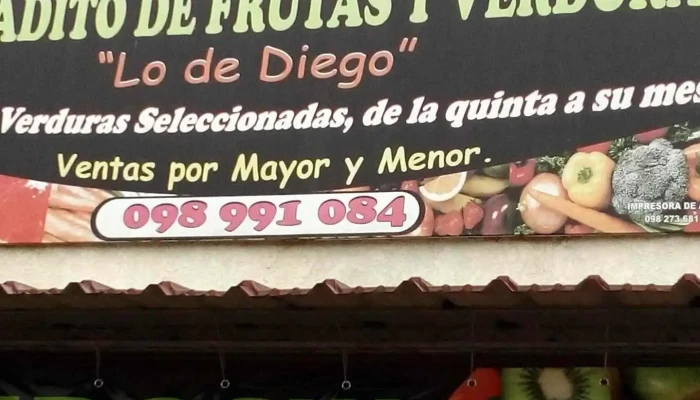 ADITO DE FRUTAS Y VERDURA
"Lo de Diego"
Verduras Seleccionadas, de la quinta a su mes
Ventas por Mayor y Menor.
098 991 084
IMPRESORA DE A
098 273 681